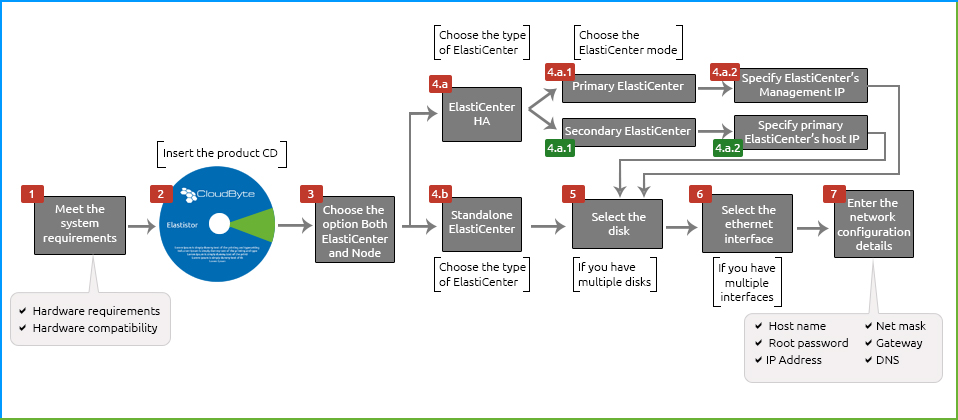 Choose the type
of ElastiCenter
Choose the
ElastiCenter mode
4.a
ElastiCenter
HA
4.a.1
Primary ElastiCenter
4.a.2
Specify ElastiCenter's
Management IP
Secondary ElastiCenter
4.a.1
Specify primary
ElastiCenter's host IP
4.a.2
Insert the product CD
1
Meet the
system
requirements
2
CloudByte
Elastistor
3
Choose the
option Both
ElastiCenter
and Node
4.b
Standalone
ElastiCenter
Choose the type
of ElastiCenter
5
Select the
disk
If you have
multiple disks
6
Select the
ethernet
interface
If you have
multiple
interfaces
7
Enter the
network
configuration
details
✔ Hardware requirements
✔ Hardware compatibility
✔ Host name
✔ Root password
✔ IP Address
✔ Net mask
✔ Gateway
✔ DNS